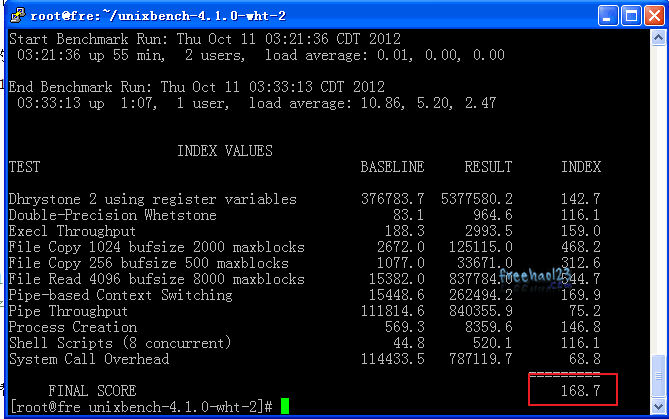 root@fre:~/unixbench-4.1.0-wht-2
Start Benchmark Run: Thu Oct 11 03:21:36 CDT 2012
03:21:36 up 55 min, 2 users, load average: 0.01, 0.00, 0.00
End Benchmark Run: Thu Oct 11 03:33:13 CDT 2012
03:33:13 up 1:07, 1 user, load average: 10.86, 5.20, 2.47
INDEX VALUES
TEST BASELINE RESULT INDEX
Dhrystone 2 using register variables 376783.7 5377580.2 142.7
Double-Precision Whetstone 83.1 964.6 116.1
Execl Throughput 188.3 2993.5 159.0
File Copy 1024 bufsize 2000 maxblocks 2672.0 125115.0 468.2
File Copy 256 bufsize 500 maxblocks 1077.0 33671.0 312.6
freehao123
File Read 4096 bufsize 8000 maxblocks 15382.0 837784.0 544.7
Pipe-based Context Switching 15448.6 262494.2 169.9
Pipe Throughput 111814.6 840355.9 75.2
Process Creation 569.3 8359.6 146.8
Shell Scripts (8 concurrent) 44.8 520.1 116.1
System Call Overhead 114433.5 787119.7 68.8
=========
FINAL SCORE 168.7
[root@fre unixbench-4.1.0-wht-2]#